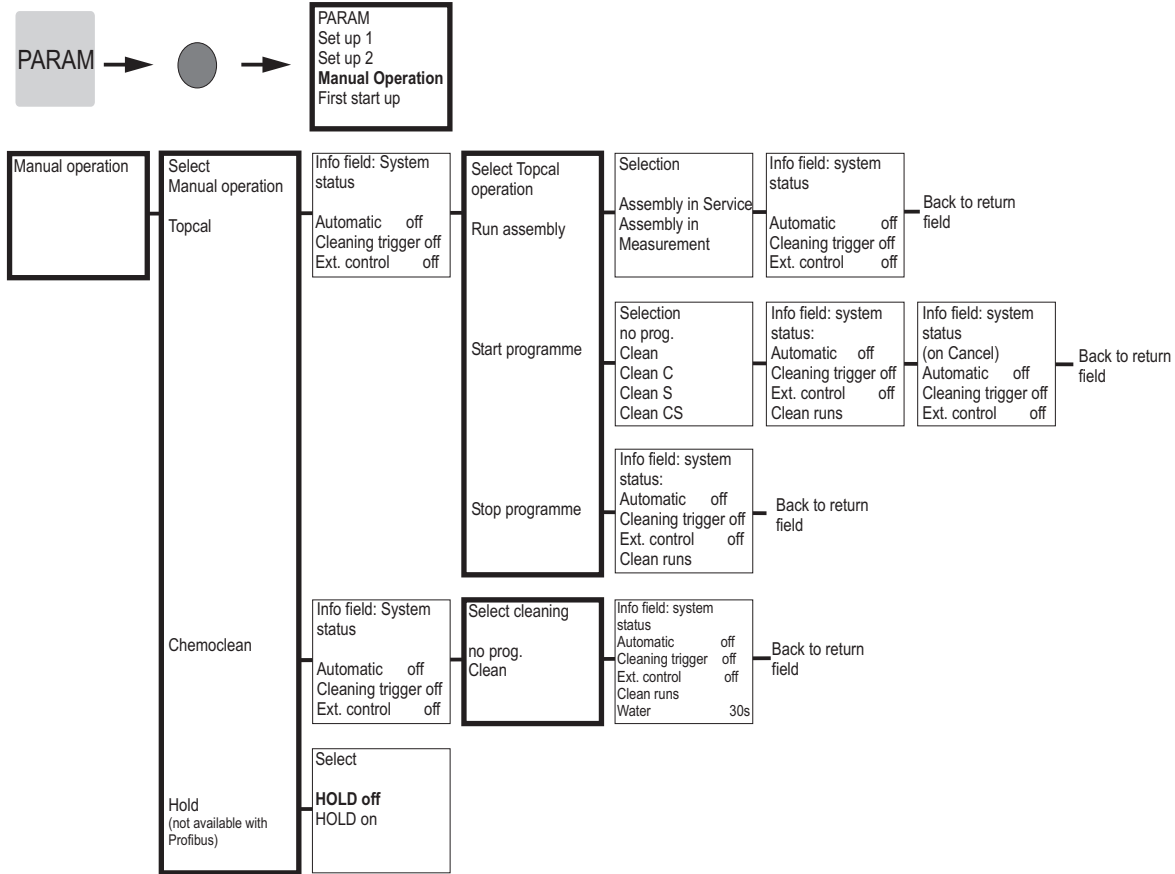 PARAM
PARAM
Set up 1
Set up 2
Manual Operation
First start up
Manual operation
Select
Manual operation
Topcal
Info field: System
status
Automatic off
Cleaning trigger off
Ext. control off
Select Topcal
operation
Run assembly
Selection
Assembly in Service
Assembly in
Measurement
Info field: system
status
Automatic off
Cleaning trigger off
Ext. control off
Back to return
field
Start programme
Selection
no prog.
Clean
Clean C
Clean S
Clean CS
Info field: system
status:
Automatic off
Cleaning trigger off
Ext. control off
Clean runs
Info field: system
status
(on Cancel)
Automatic off
Cleaning trigger off
Ext. control off
Back to return
field
Stop programme
Info field: system
status:
Automatic off
Cleaning trigger off
Ext. control off
Clean runs
Back to return
field
Chemoclean
Info field: System
status
Automatic off
Cleaning trigger off
Ext. control off
Select cleaning
no prog.
Clean
Info field: system
status
Automatic off
Cleaning trigger off
Ext. control off
Clean runs
Water 30s
Back to return
field
Hold
(not available with
Profibus)
Select
HOLD off
HOLD on